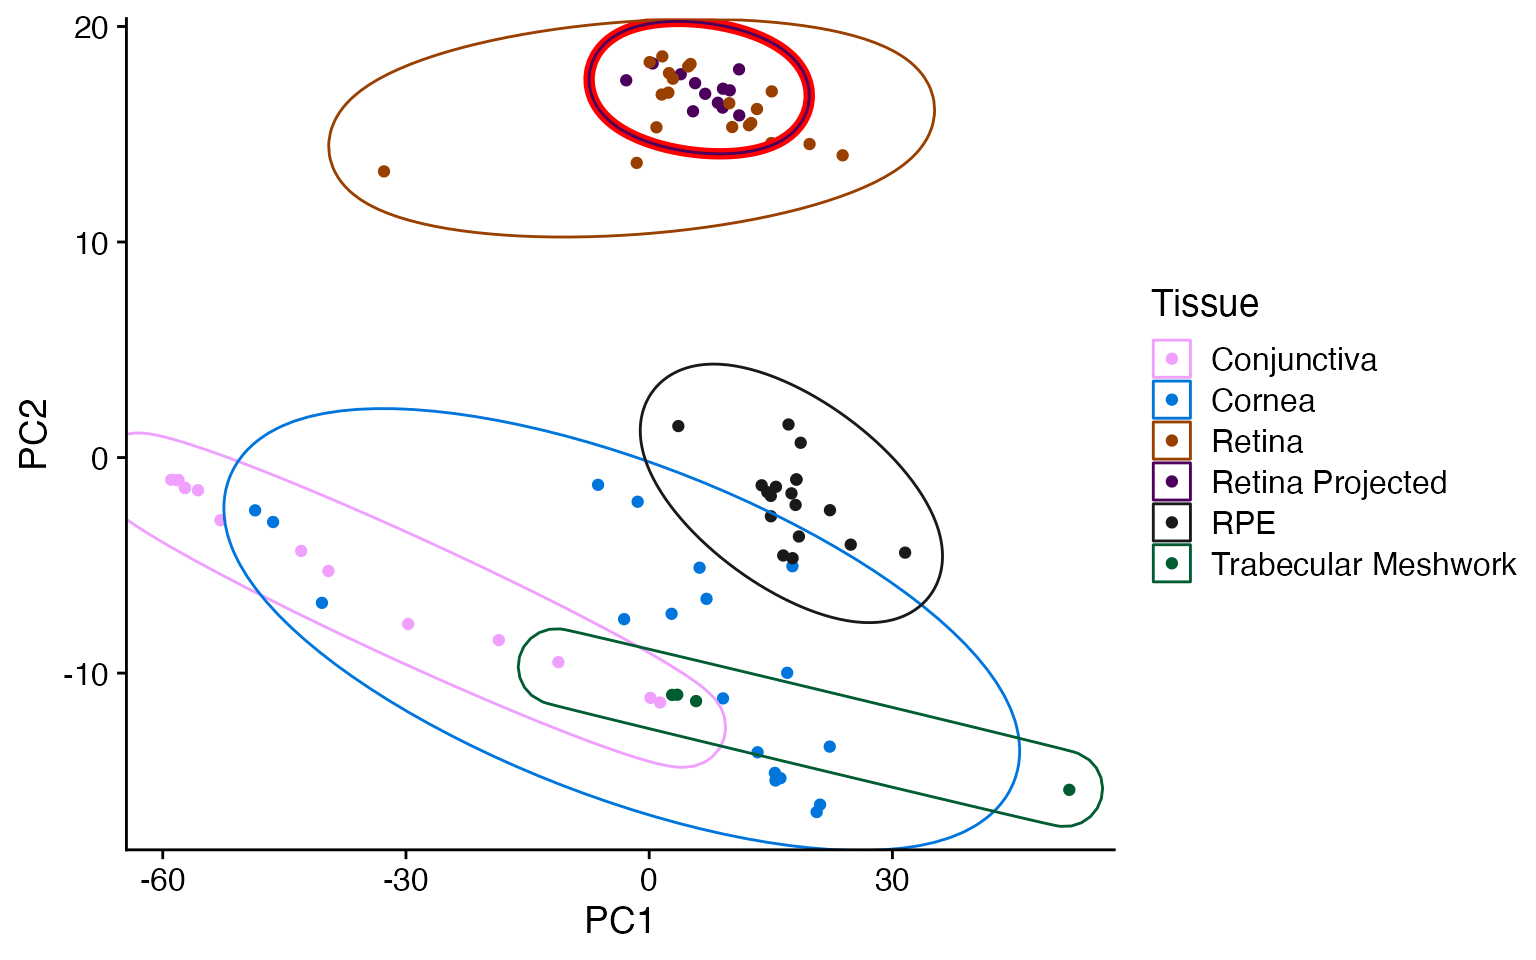 20
10
0
-10
PC2
-60
-30
0
30
PC1
Tissue
Conjunctiva
Cornea
Retina
Retina Projected
RPE
Trabecular Meshwork